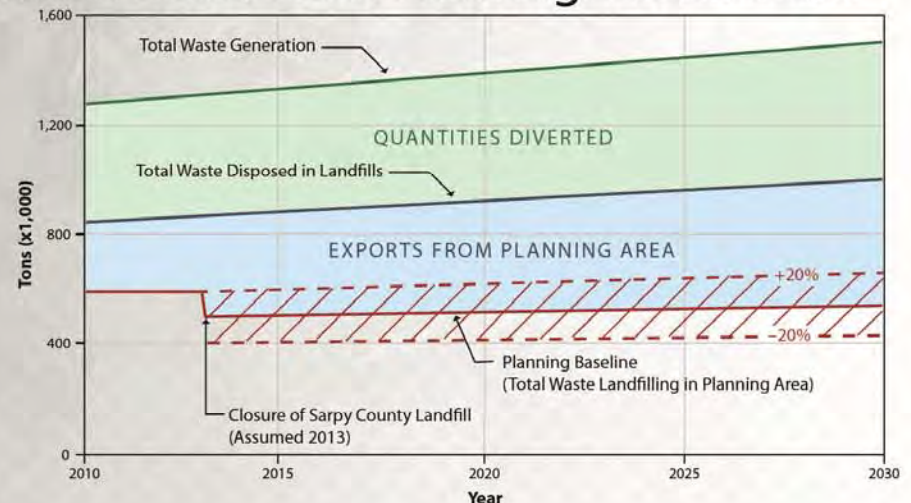 1,600
Total Waste Generation
1,200
QUANTITIES DIVERTED
Total Waste Disposed in Landfills
Tons (x1,000)
800
EXPORTS FROM PLANNING AREA
+20%
400
-20%
Planning Baseline
(Total Waste Landfilling in Planning Area)
Closure of Sarpy County Landfill
(Assumed 2013)
0
2010
2015
2020
2025
2030
Year